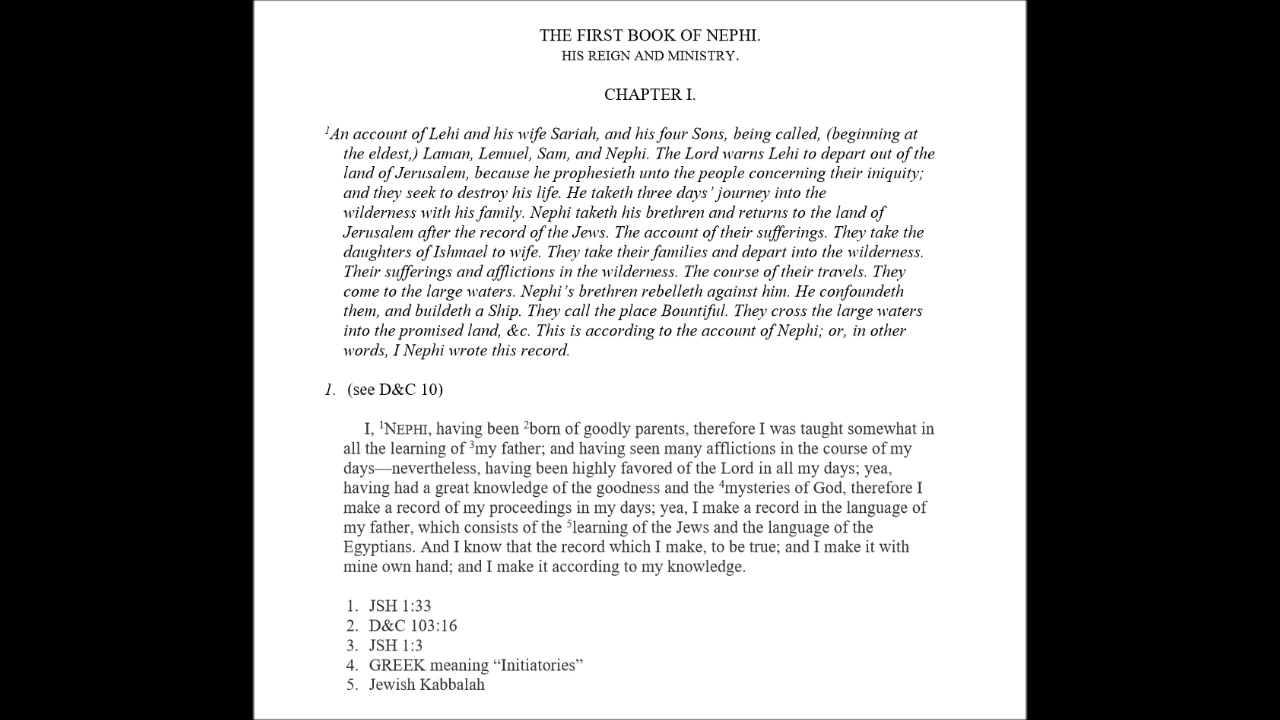 THE FIRST BOOK OF NEPHI.
HIS REIGN AND MINISTRY.
CHAPTER I.
1An account of Lehi and his wife Sariah, and his four Sons, being called, (beginning at
the eldest,) Laman, Lemuel, Sam, and Nephi. The Lord warns Lehi to depart out of the
land of Jerusalem, because he prophesieth unto the people concerning their iniquity;
and they seek to destroy his life. He taketh three days’ journey into the
wilderness with his family. Nephi taketh his brethren and returns to the land of
Jerusalem after the record of the Jews. The account of their sufferings. They take the
daughters of Ishmael to wife. They take their families and depart into the wilderness.
Their sufferings and afflictions in the wilderness. The course of their travels. They
come to the large waters. Nephi’s brethren rebelleth against him. He confoundeth
them, and buildeth a Ship. They call the place Bountiful. They cross the large waters
into the promised land, &c. This is according to the account of Nephi; or, in other
words, I Nephi wrote this record.
1. (see D&C 10)
I, 1NEPHI, having been 2born of goodly parents, therefore I was taught somewhat in
all the learning of 3my father; and having seen many afflictions in the course of my
days—nevertheless, having been highly favored of the Lord in all my days; yea,
having had a great knowledge of the goodness and the 4mysteries of God, therefore I
make a record of my proceedings in my days; yea, I make a record in the language of
my father, which consists of the 5learning of the Jews and the language of the
Egyptians. And I know that the record which I make, to be true; and I make it with
mine own hand; and I make it according to my knowledge.
1. JSH 1:33
2. D&C 103:16
3. JSH 1:3
4. GREEK meaning “Initiatories”
5. Jewish Kabbalah